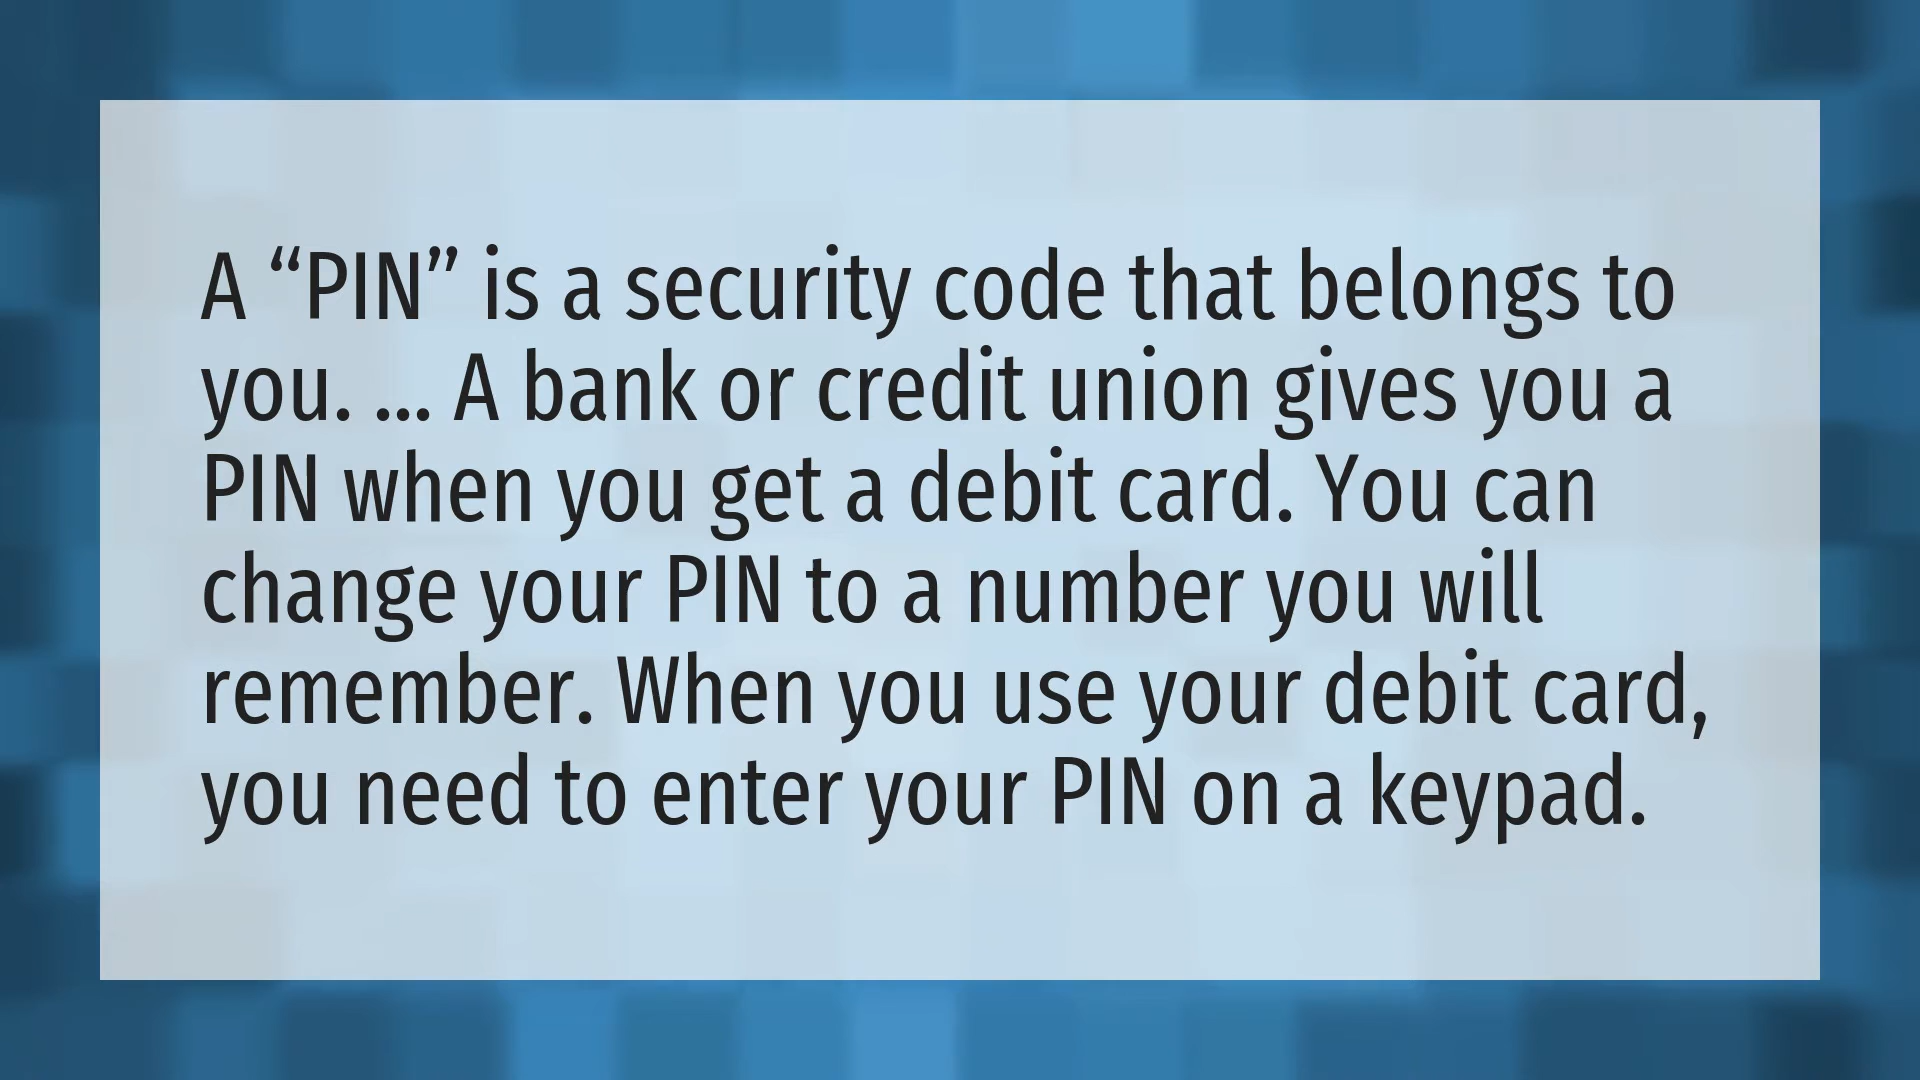 A “PIN” is a security code that belongs to
you. ... A bank or credit union gives you a
PIN when you get a debit card. You can
change your PIN to a number you will
remember. When you use your debit card,
you need to enter your PIN on a keypad.